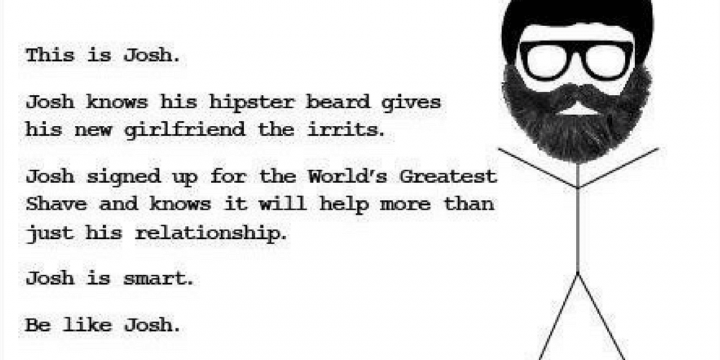 This is Josh.
Josh knows his hipster beard gives
his new girlfriend the irrits.
Josh signed up for the World's Greatest
Shave and knows it will help more than
just his relationship.
Josh is smart.
Be like Josh.